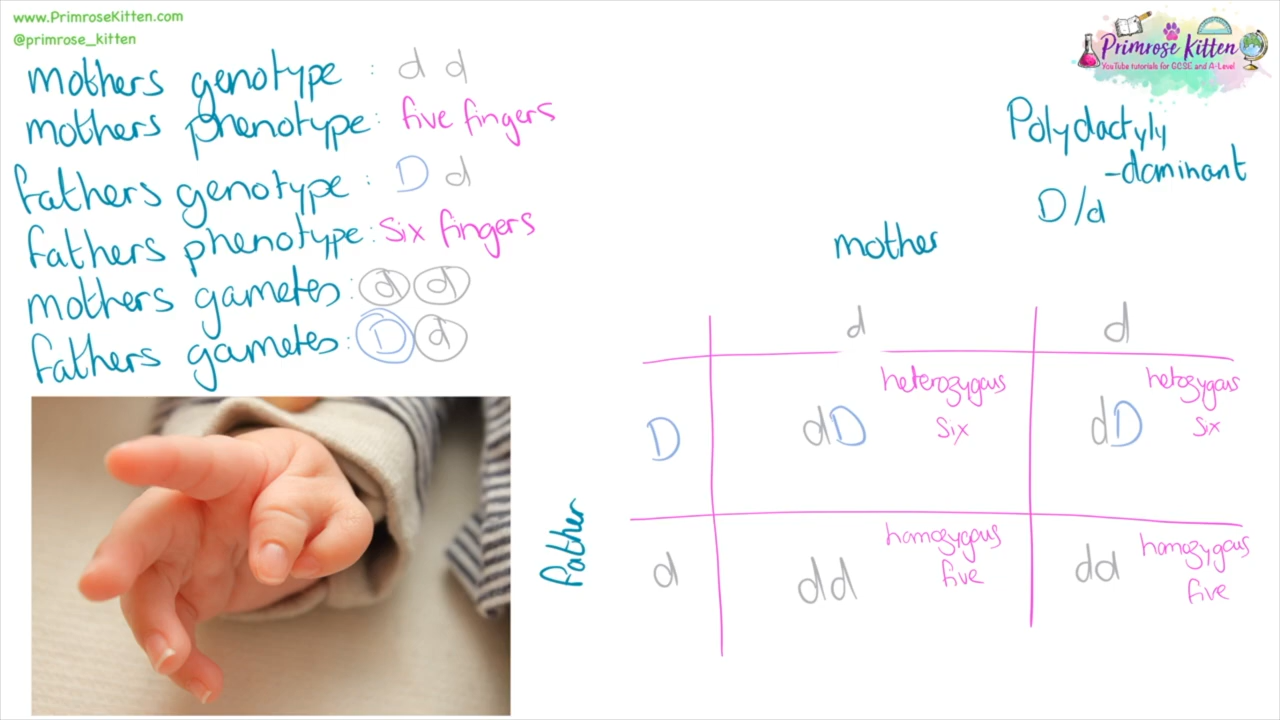 www.PrimroseKitten.com
@primrose_kitten
Primrose Kitten
YouTube tutorials for GCSE and A-Level
mothers genotype : d d
mothers phenotype: five fingers
fathers genotype : D d
fathers phenotype: six fingers
mothers gametes: d d
fathers gametes: D d
Polydactyly
-dominant
D/d
mother
d d
heterozygous hetozygous
D dD six dD six
Father
homozygous homozygous
d dd five dd five